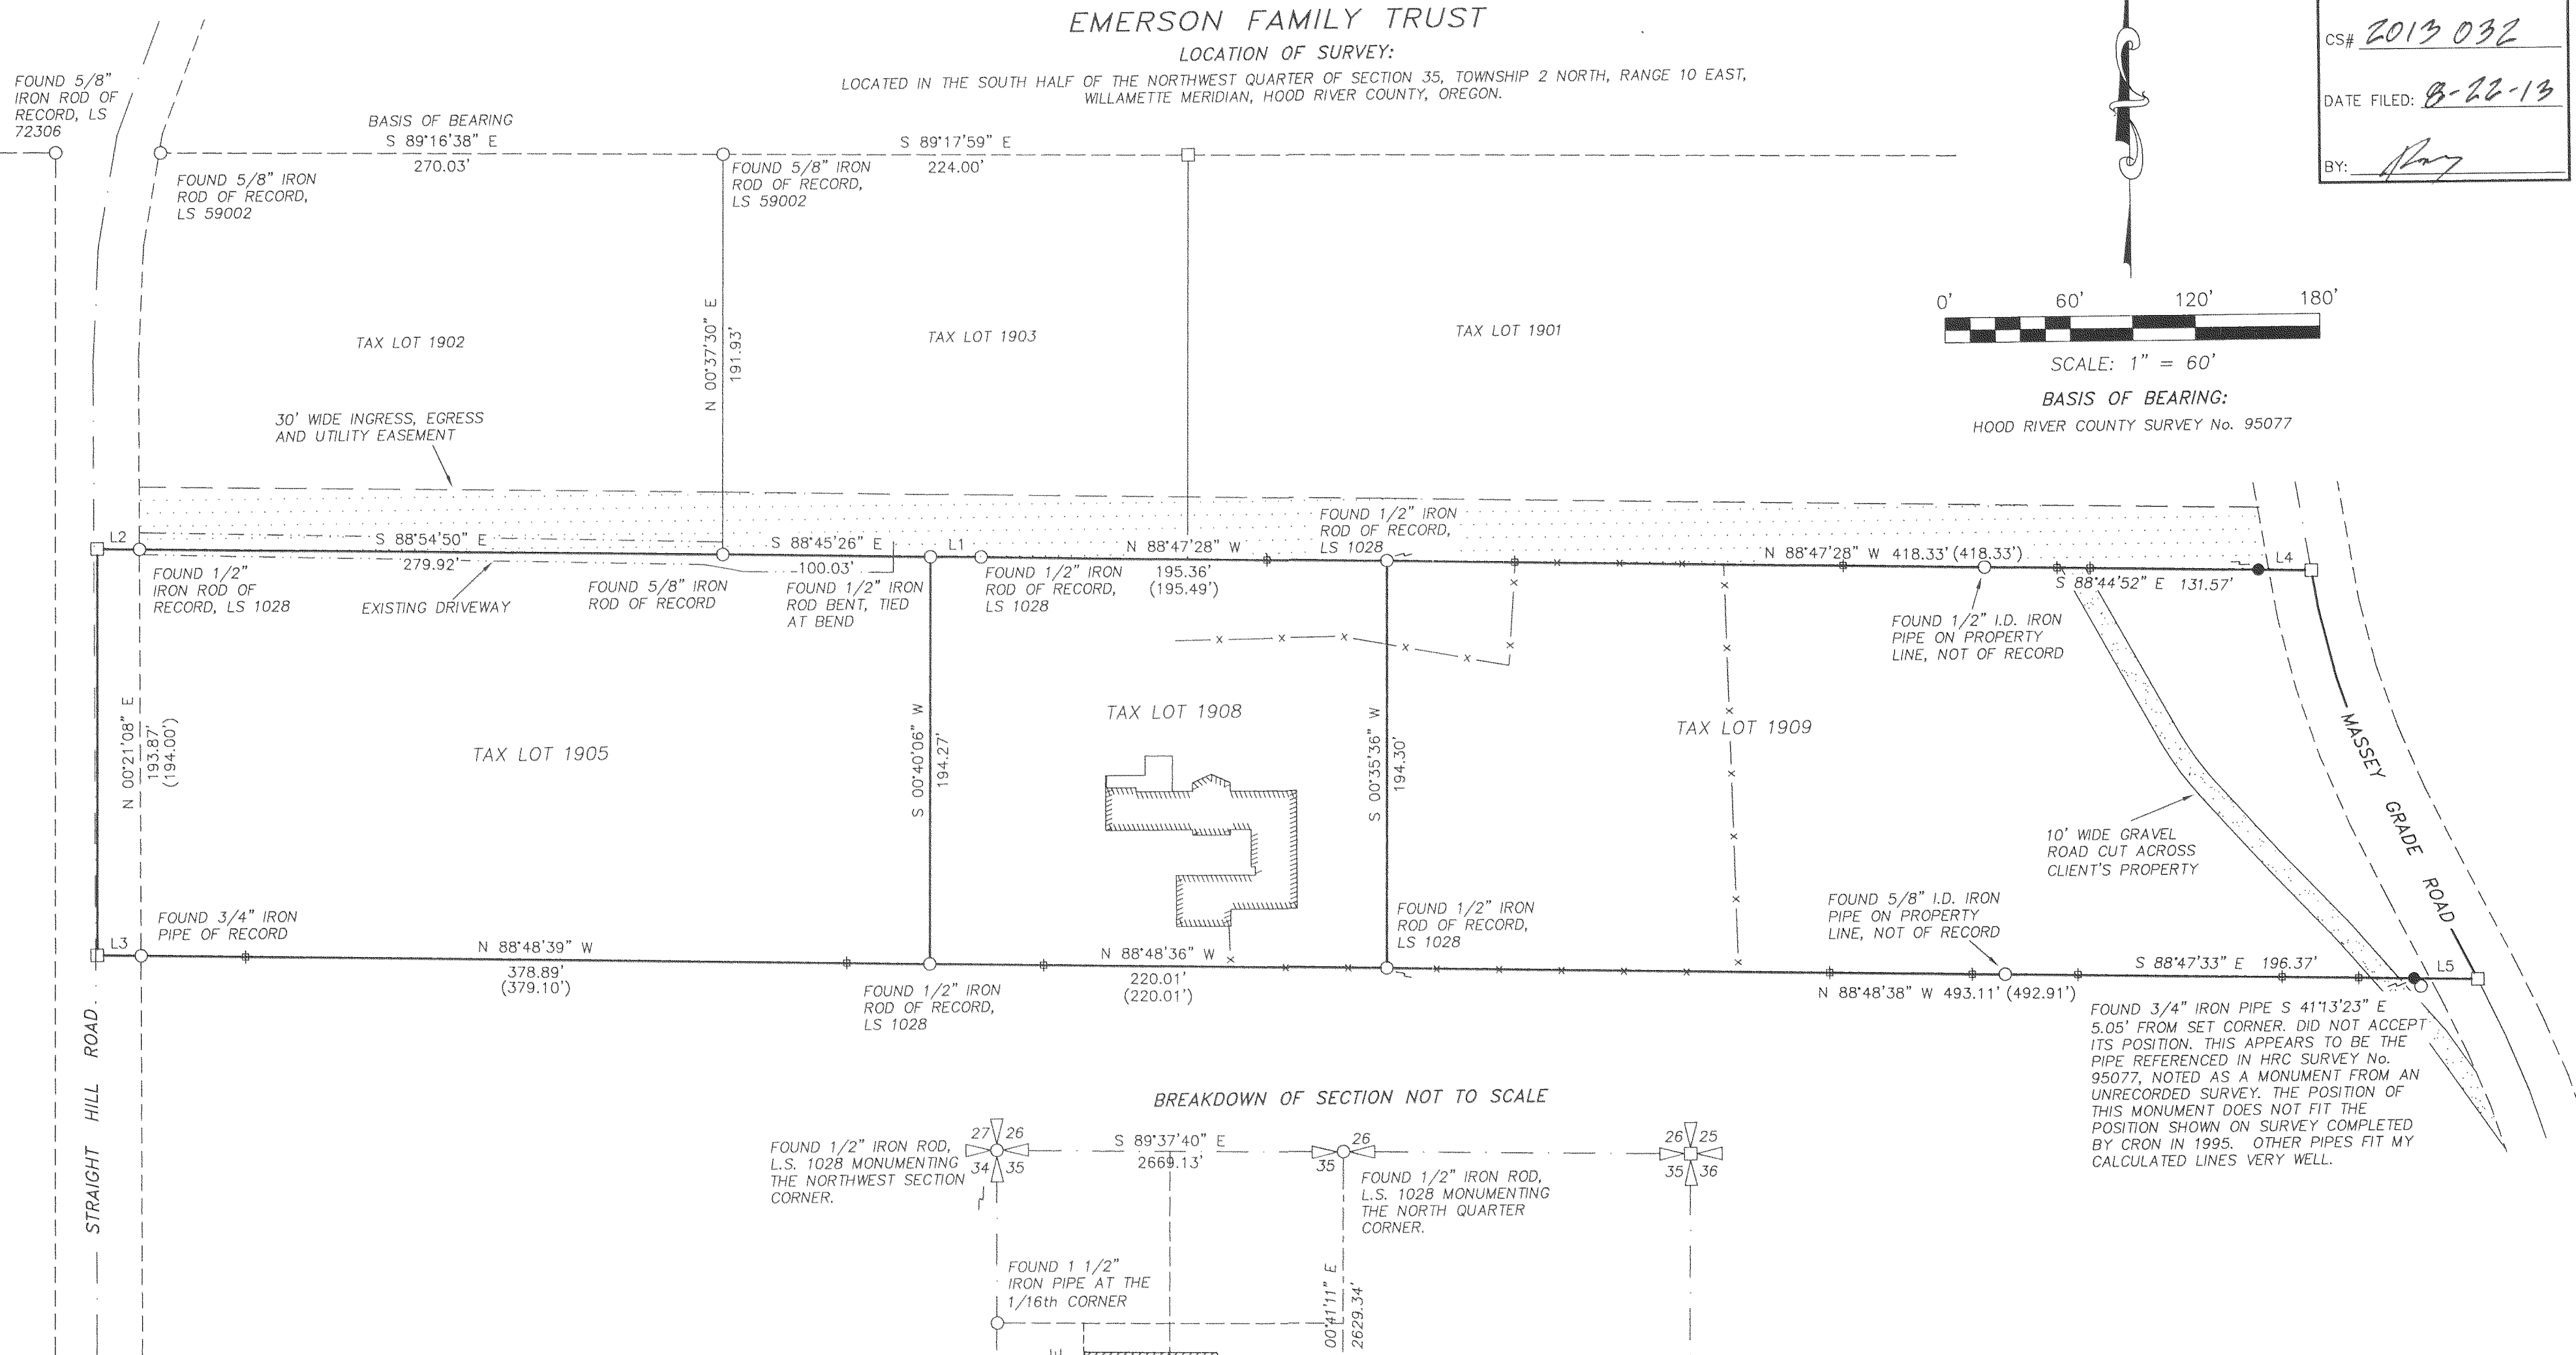 EMERSON FAMILY TRUST
LOCATION OF SURVEY:
LOCATED IN THE SOUTH HALF OF THE NORTHWEST QUARTER OF SECTION 35, TOWNSHIP 2 NORTH, RANGE 10 EAST,
WILLAMETTE MERIDIAN, HOOD RIVER COUNTY, OREGON.
CS# 2013 032
DATE FILED: 8-22-13
BY:
FOUND 5/8" 
IRON ROD OF
RECORD, LS
72306
BASIS OF BEARING
S 89°16'38" E
270.03'
S 89°17'59" E
224.00'
FOUND 5/8" IRON
ROD OF RECORD,
LS 59002
FOUND 5/8" IRON
ROD OF RECORD,
LS 59002
0' 60' 120' 180'
SCALE: 1" = 60'
BASIS OF BEARING:
HOOD RIVER COUNTY SURVEY No. 95077
TAX LOT 1902
N 00°37'30" E
191.93'
TAX LOT 1903
TAX LOT 1901
30' WIDE INGRESS, EGRESS
AND UTILITY EASEMENT
L2
S 88°54'50" E
279.92'
S 88°45'26" E
100.03'
L1
N 88°47'28" W
195.36'
(195.49')
FOUND 1/2" IRON
ROD OF RECORD,
LS 1028
N 88°47'28" W 418.33' (418.33')
L4
S 88°44'52" E 131.57'
FOUND 1/2"
IRON ROD OF
RECORD, LS 1028
EXISTING DRIVEWAY
FOUND 5/8" IRON
ROD OF RECORD
FOUND 1/2" IRON
ROD BENT, TIED
AT BEND
FOUND 1/2" IRON
ROD OF RECORD,
LS 1028
FOUND 1/2" I.D. IRON
PIPE ON PROPERTY
LINE, NOT OF RECORD
N 00°21'08" E
193.87'
(194.00')
TAX LOT 1905
S 00°40'06" W
194.27'
TAX LOT 1908
S 00°35'36" W
194.30'
TAX LOT 1909
MASSEY GRADE ROAD
10' WIDE GRAVEL
ROAD CUT ACROSS
CLIENT'S PROPERTY
FOUND 3/4" IRON
PIPE OF RECORD
L3
N 88°48'39" W
378.89'
(379.10')
FOUND 1/2" IRON
ROD OF RECORD,
LS 1028
N 88°48'36" W
220.01'
(220.01')
FOUND 1/2" IRON
ROD OF RECORD,
LS 1028
FOUND 5/8" I.D. IRON
PIPE ON PROPERTY
LINE, NOT OF RECORD
S 88°47'33" E 196.37'
L5
N 88°48'38" W 493.11' (492.91')
FOUND 3/4" IRON PIPE S 41°13'23" E
5.05' FROM SET CORNER. DID NOT ACCEPT
ITS POSITION. THIS APPEARS TO BE THE
PIPE REFERENCED IN HRC SURVEY No.
95077, NOTED AS A MONUMENT FROM AN
UNRECORDED SURVEY. THE POSITION OF
THIS MONUMENT DOES NOT FIT THE
POSITION SHOWN ON SURVEY COMPLETED
BY CRON IN 1995. OTHER PIPES FIT MY
CALCULATED LINES VERY WELL.
STRAIGHT HILL ROAD
BREAKDOWN OF SECTION NOT TO SCALE
FOUND 1/2" IRON ROD,
L.S. 1028 MONUMENTING
THE NORTHWEST SECTION
CORNER.
27 26
34 35
S 89°37'40" E
2669.13'
26
35
26 25
35 36
FOUND 1/2" IRON ROD,
L.S. 1028 MONUMENTING
THE NORTH QUARTER
CORNER.
FOUND 1 1/2"
IRON PIPE AT THE
1/16th CORNER
00°41'11" E
2629.34'